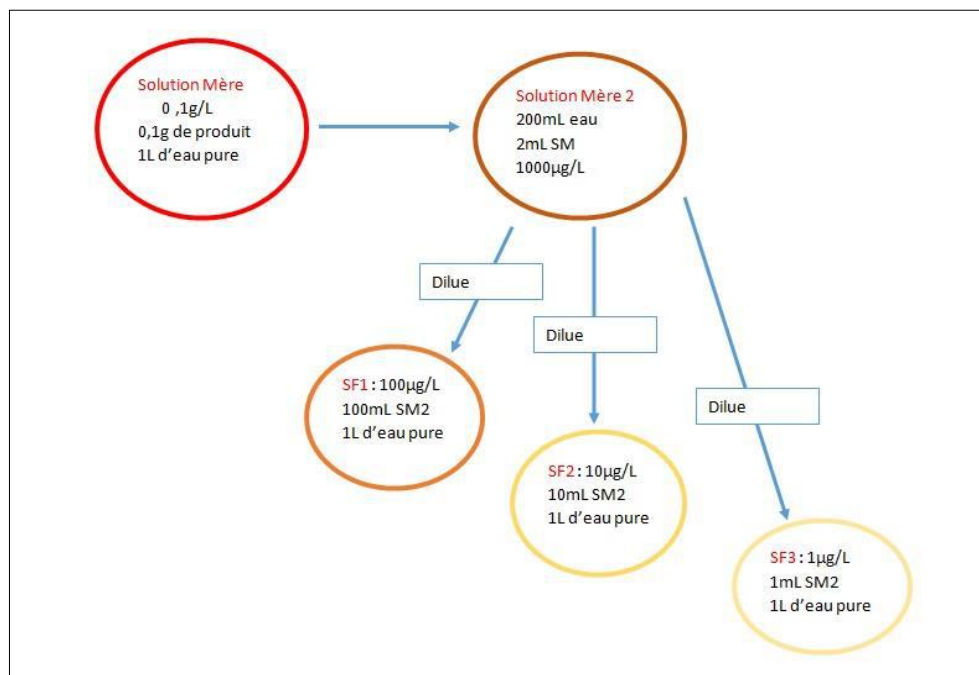 Solution Mère
0 ,1g/L
0,1g de produit
1L d'eau pure
Solution Mère 2
200mL eau
2mL SM
1000µg/L
Dilue
Dilue
Dilue
SF1 : 100µg/L
100mL SM2
1L d'eau pure
SF2 : 10µg/L
10mL SM2
1L d'eau pure
SF3 : 1µg/L
1mL SM2
1L d'eau pure